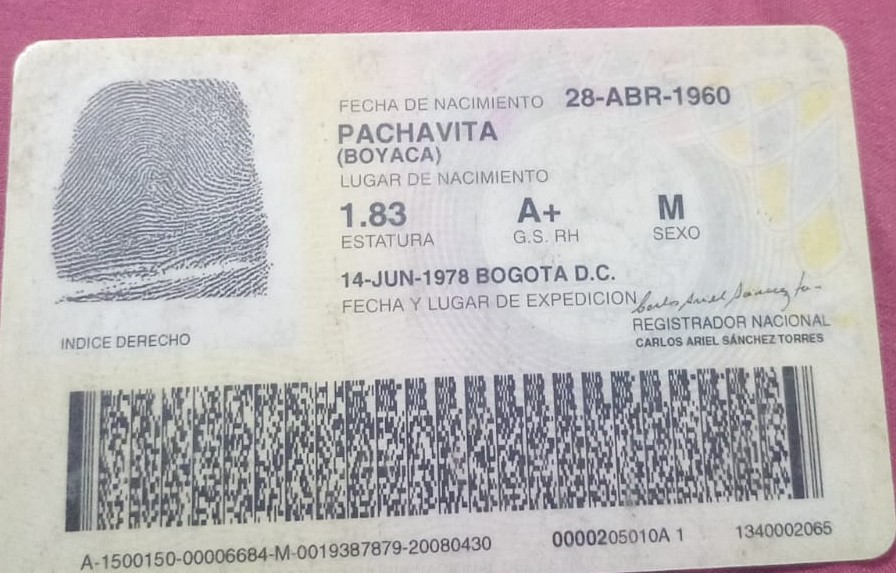 FECHA DE NACIMIENTO 28-ABR-1960
PACHAVITA
(BOYACA)
LUGAR DE NACIMIENTO
1.83 A+ M
ESTATURA G.S. RH SEXO
14-JUN-1978 BOGOTA D.C.
FECHA Y LUGAR DE EXPEDICION
INDICE DERECHO
REGISTRADOR NACIONAL
CARLOS ARIEL SÁNCHEZ TORRES
A-1500150-00006684-M-0019387879-20080430 0000205010A 1 1340002065